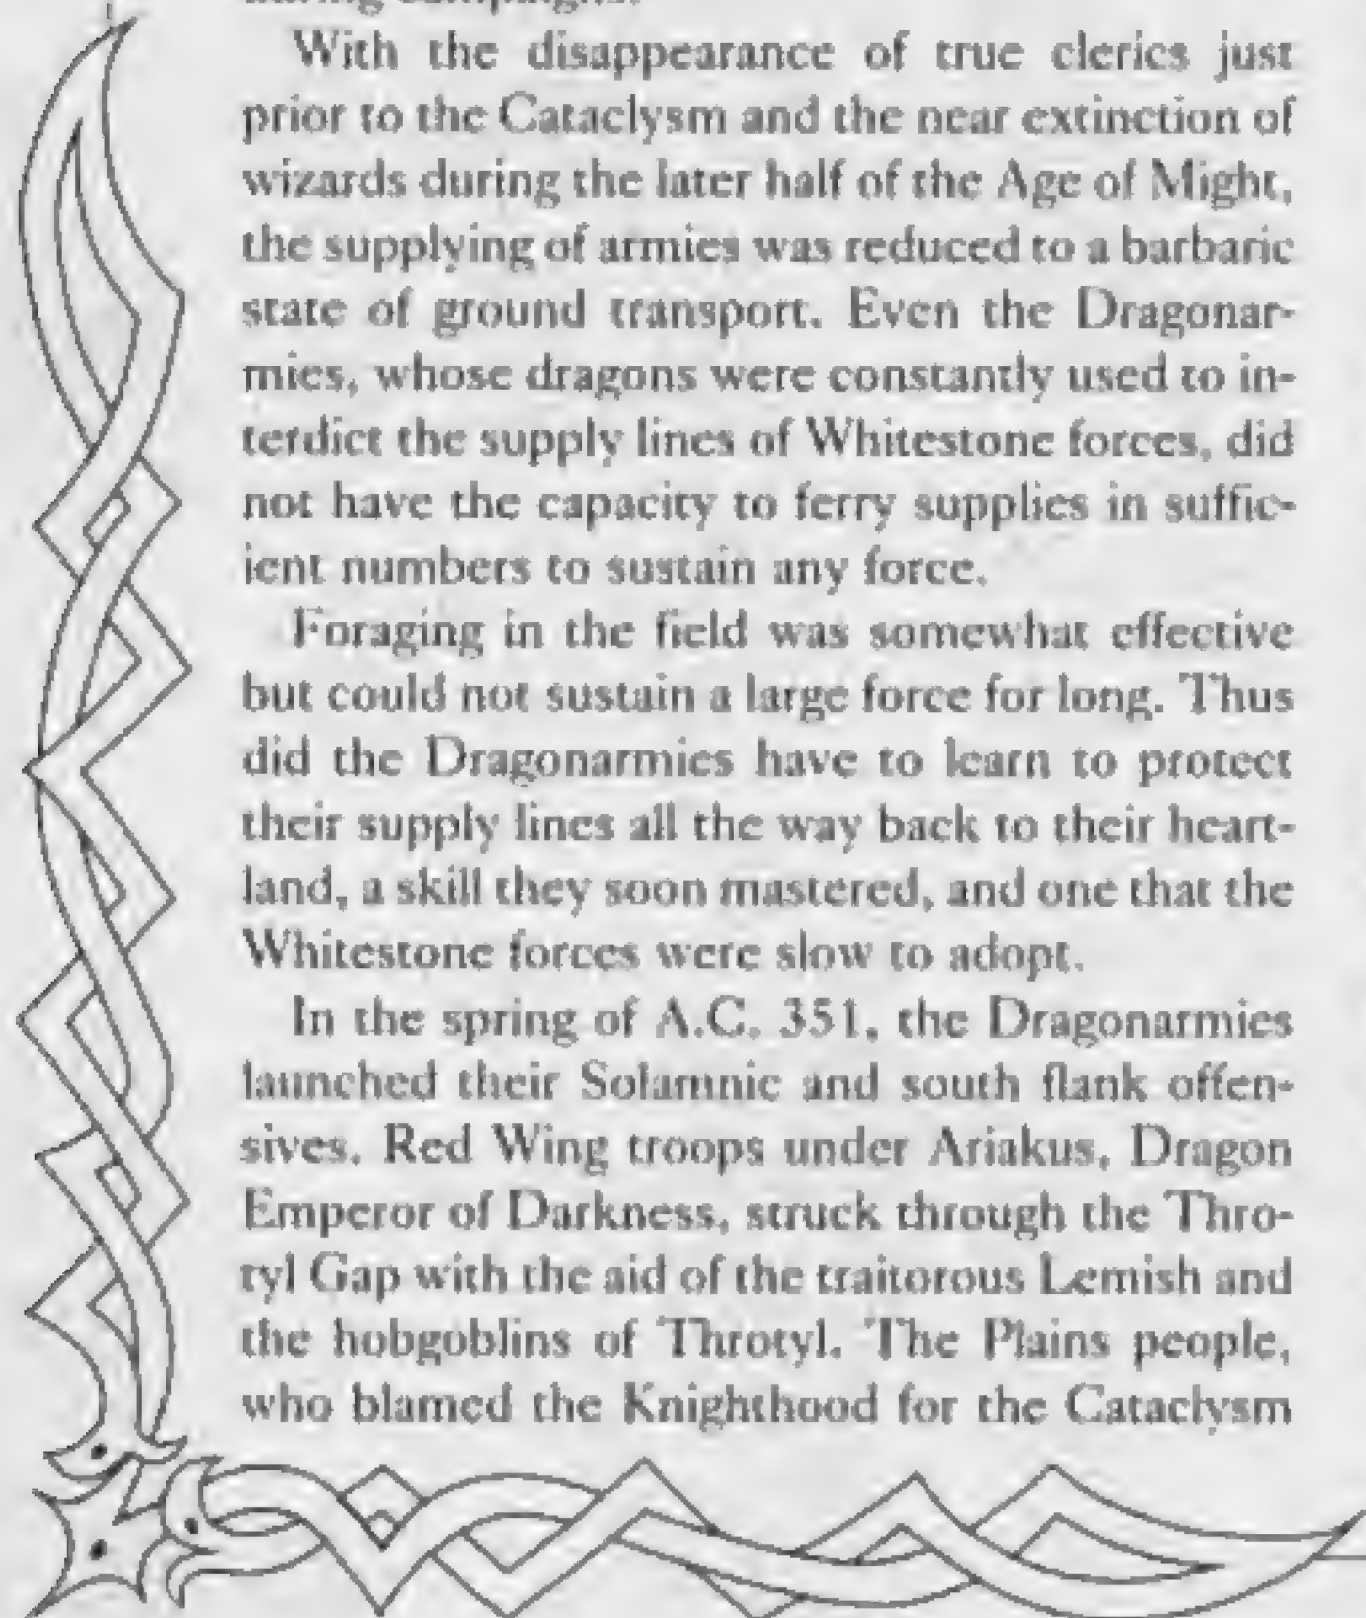 during campaigns.
With the disappearance of true clerics just
prior to the Cataclysm and the near extinction of
wizards during the later half of the Age of Might,
the supplying of armies was reduced to a barbaric
state of ground transport. Even the Dragonar-
mies, whose dragons were constantly used to in-
terdict the supply lines of Whitestone forces, did
not have the capacity to ferry supplies in suffic-
ient numbers to sustain any force.
Foraging in the field was somewhat effective
but could not sustain a large force for long. Thus
did the Dragonarmies have to learn to protect
their supply lines all the way back to their heart-
land, a skill they soon mastered, and one that the
Whitestone forces were slow to adopt.
In the spring of A.C. 351, the Dragonarmies
launched their Solamnic and south flank offen-
sives. Red Wing troops under Ariakus, Dragon
Emperor of Darkness, struck through the Thro-
tyl Gap with the aid of the traitorous Lemish and
the hobgoblins of Throtyl. The Plains people,
who blamed the Knighthood for the Cataclysm